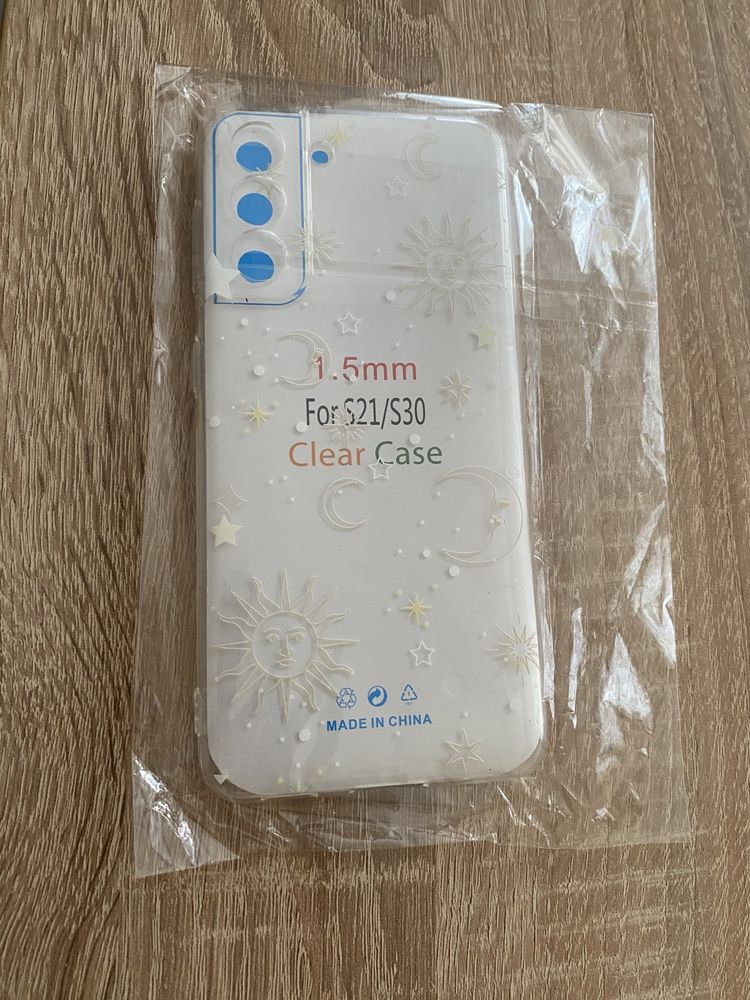 1.5mm
For S21/S30
Clear Case
MADE IN CHINA